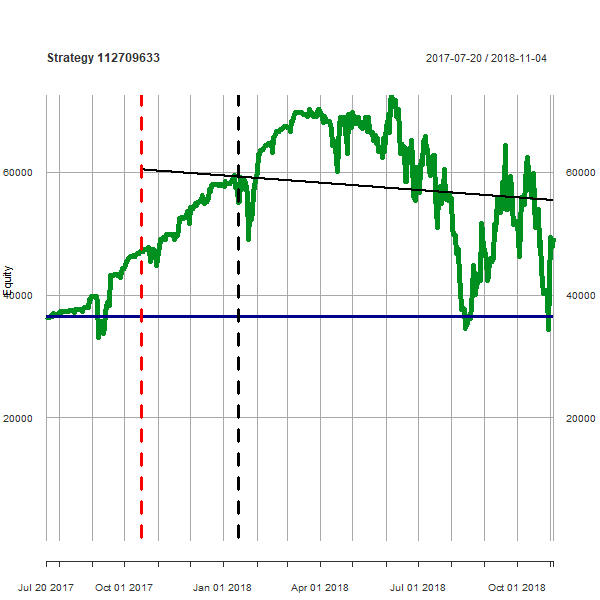 Strategy 112709633
2017-07-20 / 2018-11-04
60000
60000
Equity
40000
40000
20000
20000
Jul 20 2017
Oct 01 2017
Jan 01 2018
Apr 01 2018
Jul 01 2018
Oct 01 2018